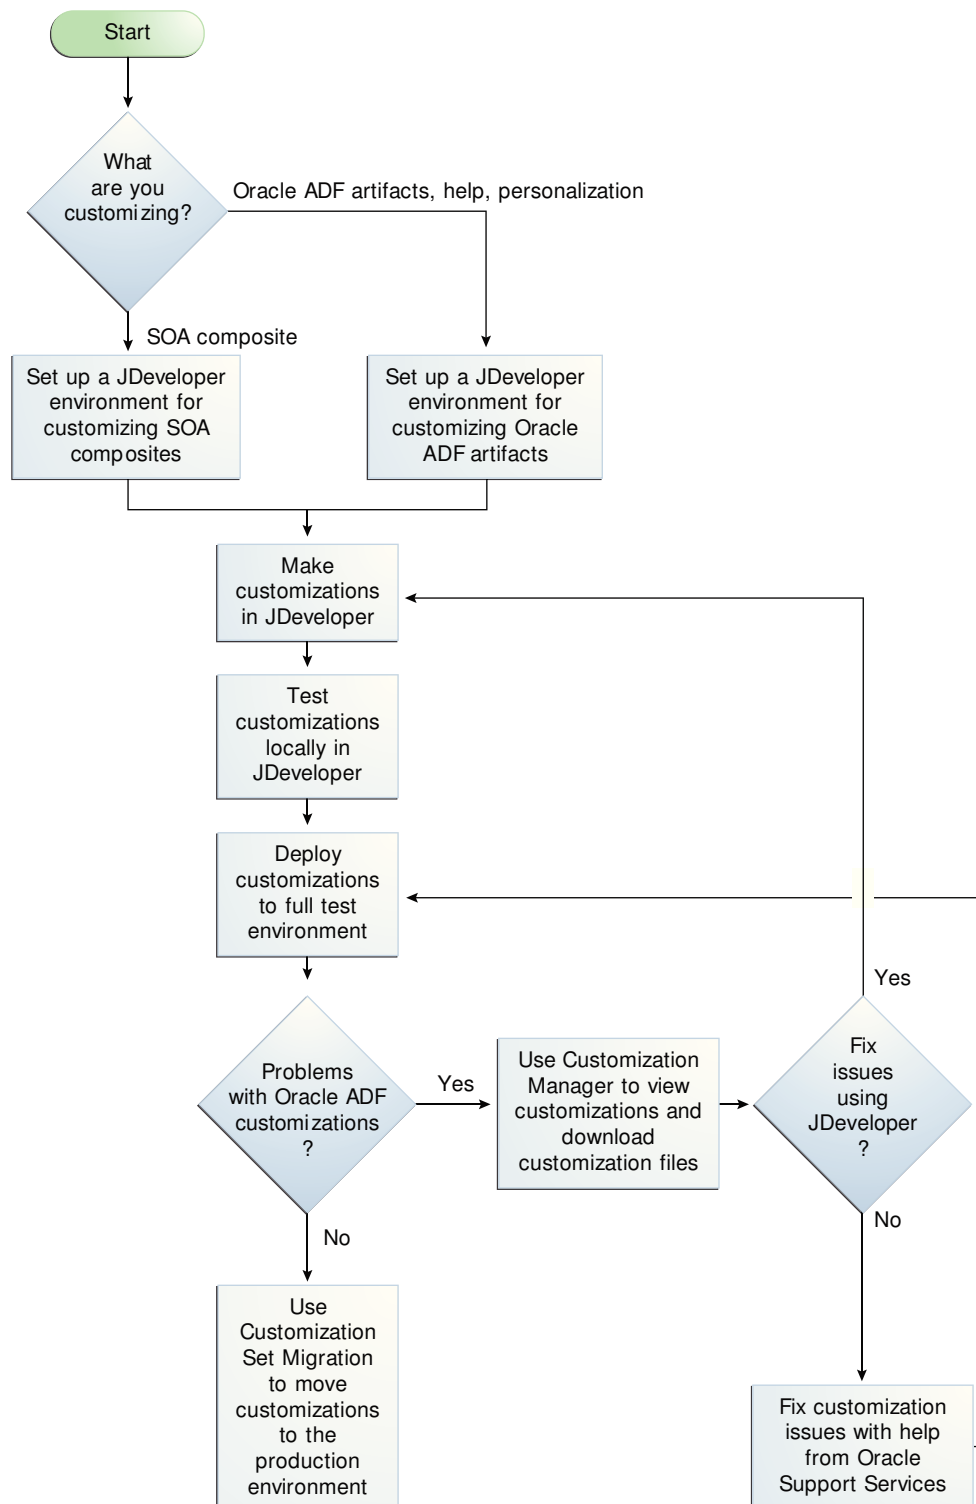 Start
What
are you
customizing?
Oracle ADF artifacts, help, personalization
SOA composite
Set up a JDeveloper
environment for
customizing SOA
composites
Set up a JDeveloper
environment for
customizing Oracle
ADF artifacts
Make
customizations
in JDeveloper
Test
customizations
locally in
JDeveloper
Deploy
customizations
to full test
environment
Problems
with Oracle ADF
customizations
?
Yes
Use Customization
Manager to view
customizations and
download
customization files
Fix
issues
using
JDeveloper
?
Yes
No
No
Use
Customization
Set Migration
to move
customizations
to the
production
environment
Fix customization
issues with help
from Oracle
Support Services